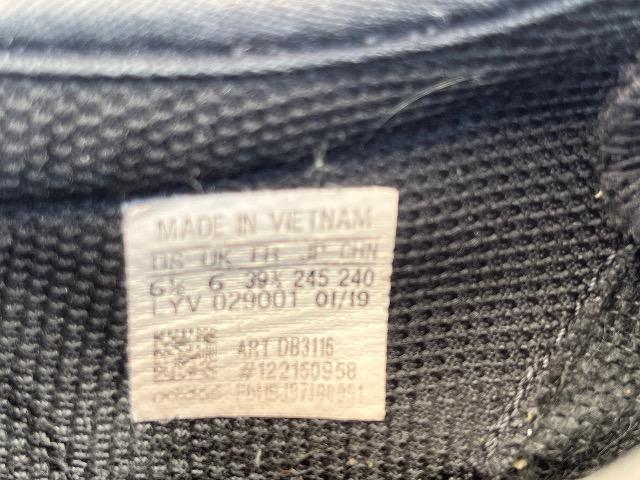 MADE IN VIETNAM
US UK FR JP CHN
6½ 6 39⅓ 245 240
LYV 029001 01/19
ART DB3116
#122150958